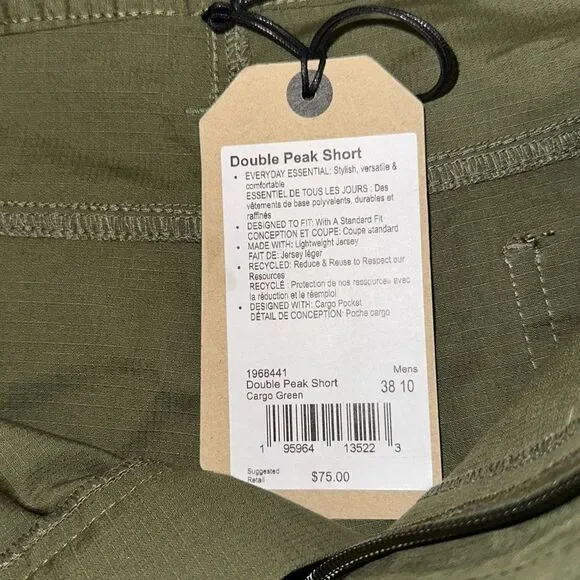 Double Peak Short
• EVERYDAY ESSENTIAL: Stylish, versatile &
comfortable
ESSENTIEL DE TOUS LES JOURS : Des
vêtements de base polyvalents, durables et
raffinés
• DESIGNED TO FIT: With A Standard Fit
CONCEPTION ET COUPE: Coupe standard
• MADE WITH: Lightweight Jersey
FAIT DE: Jersey léger
• RECYCLED: Reduce & Reuse to Respect our
Resources
RECYCLÉ : Protection de nos ressources avec
la réduction et le réemploi
• DESIGNED WITH: Cargo Pocket
DÉTAIL DE CONCEPTION: Poche cargo
1968441 Mens
Double Peak Short 38 10
Cargo Green
1 95964 13522 3
Suggested
Retail $75.00